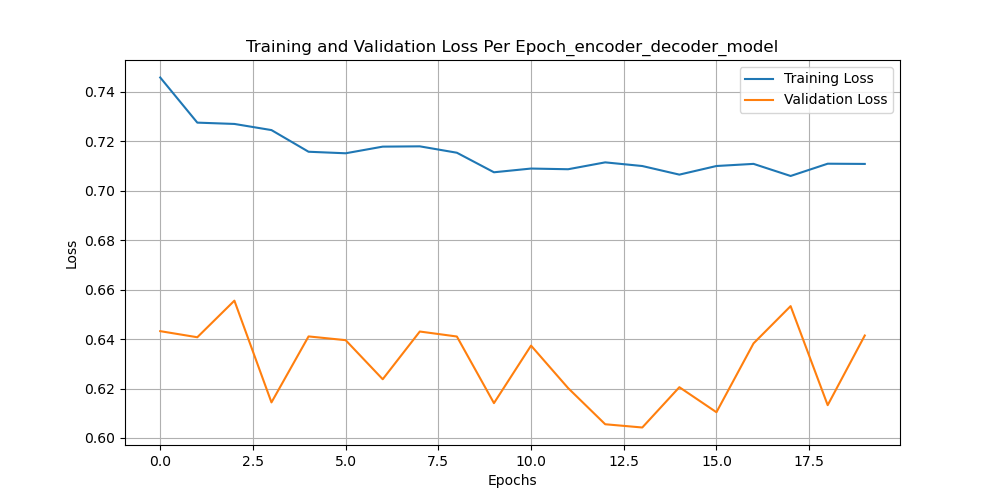 Training and Validation Loss Per Epoch_encoder_decoder_model
Training Loss
Validation Loss
0.74
0.72
0.70
0.68
0.66
0.64
0.62
0.60
Loss
0.0 2.5 5.0 7.5 10.0 12.5 15.0 17.5
Epochs